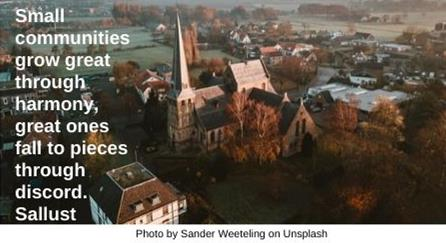 Small
communities
grow great
through
harmony,
great ones
fall to pieces
through
discord.
Sallust
Photo by Sander Weeteling on Unsplash